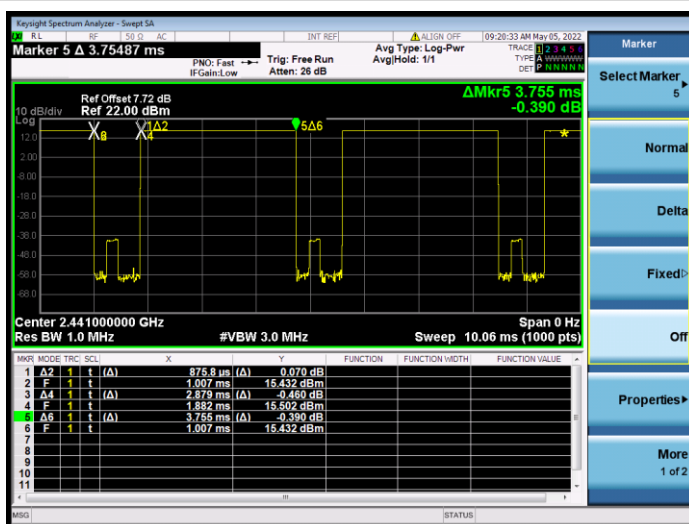 Keysight Spectrum Analyzer - Swept SA
RL RF 50 Ω AC INT REF ALIGN OFF 09:20:33 AM May 05, 2022
Marker 5 Δ 3.75487 ms
PNO: Fast
IFGain:Low
Trig: Free Run
Atten: 26 dB
Avg Type: Log-Pwr
Avg|Hold: 1/1
TRACE 1 2 3 4 5 6
TYPE A WWWWW
DET P N N N N N
Ref Offset 7.72 dB
10 dB/div Ref 22.00 dBm
Log
ΔMkr5 3.755 ms
-0.390 dB
12.0
2.00
-8.00
-18.0
-28.0
-38.0
-48.0
-58.0
-68.0
1Δ2
4
5Δ6
Center 2.441000000 GHz Span 0 Hz
Res BW 1.0 MHz #VBW 3.0 MHz Sweep 10.06 ms (1000 pts)
MKR MODE TRC SCL X Y FUNCTION FUNCTION WIDTH FUNCTION VALUE
1 Δ2 1 t (Δ) 875.8 µs (Δ) 0.070 dB
2 F 1 t 1.007 ms 15.432 dBm
3 Δ4 1 t (Δ) 2.879 ms (Δ) -0.460 dB
4 F 1 t 1.882 ms 15.502 dBm
5 Δ6 1 t (Δ) 3.755 ms (Δ) -0.390 dB
6 F 1 t 1.007 ms 15.432 dBm
7
8
9
10
11
MSG STATUS
Marker
Select Marker
5
Normal
Delta
Fixed
Off
Properties
More
1 of 2